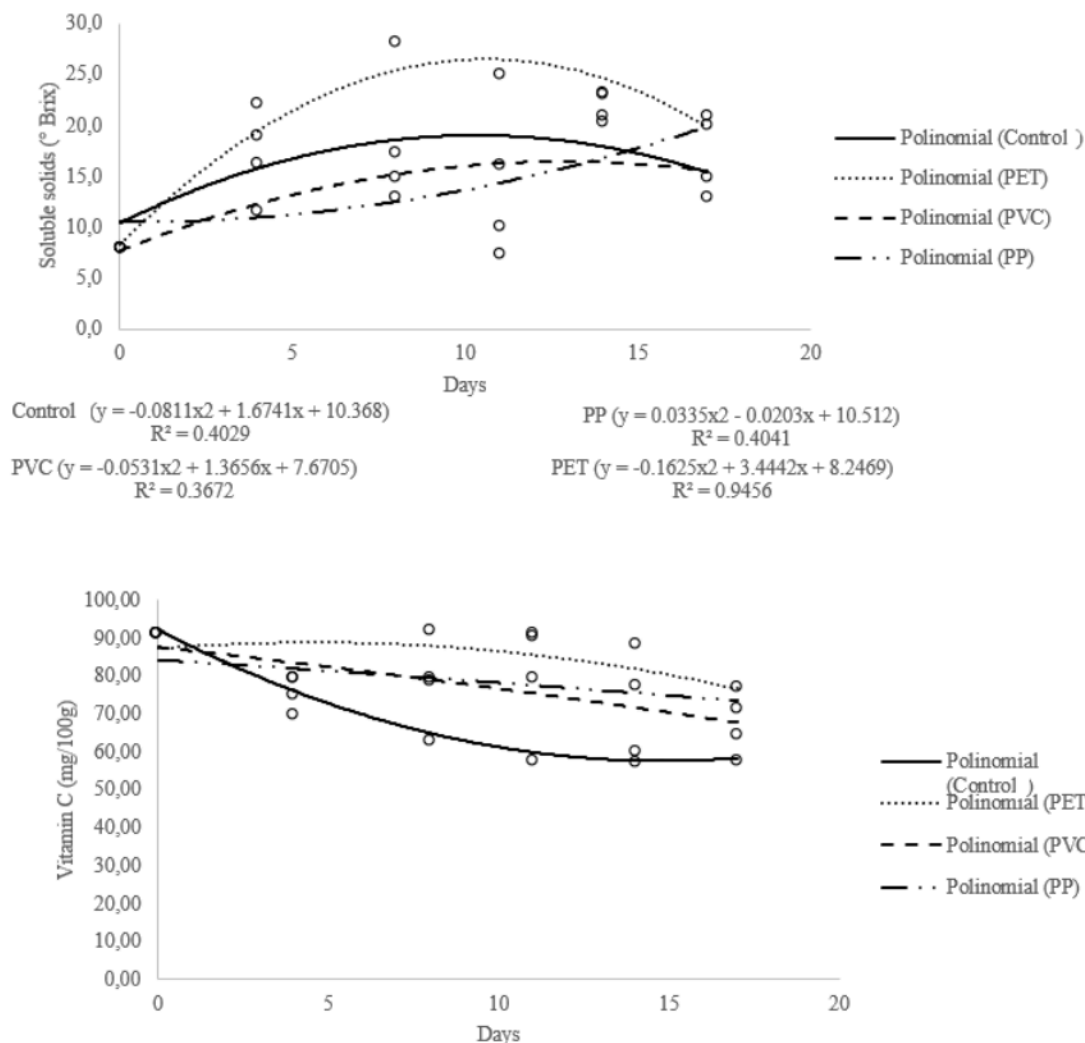 30,0
25,0
20,0
15,0
10,0
5,0
0,0
Soluble solids (° Brix)
0 5 10 15 20
Days
Polinomial (Control )
Polinomial (PET)
Polinomial (PVC)
Polinomial (PP)
Control (y = -0.0811x2 + 1.6741x + 10.368)
R² = 0.4029
PP (y = 0.0335x2 - 0.0203x + 10.512)
R² = 0.4041
PVC (y = -0.0531x2 + 1.3656x + 7.6705)
R² = 0.3672
PET (y = -0.1625x2 + 3.4442x + 8.2469)
R² = 0.9456
100,00
90,00
80,00
70,00
60,00
50,00
40,00
30,00
20,00
10,00
0,00
Vitamin C (mg/100g)
0 5 10 15 20
Days
Polinomial
(Control )
Polinomial (PET
Polinomial (PVC
Polinomial (PP)